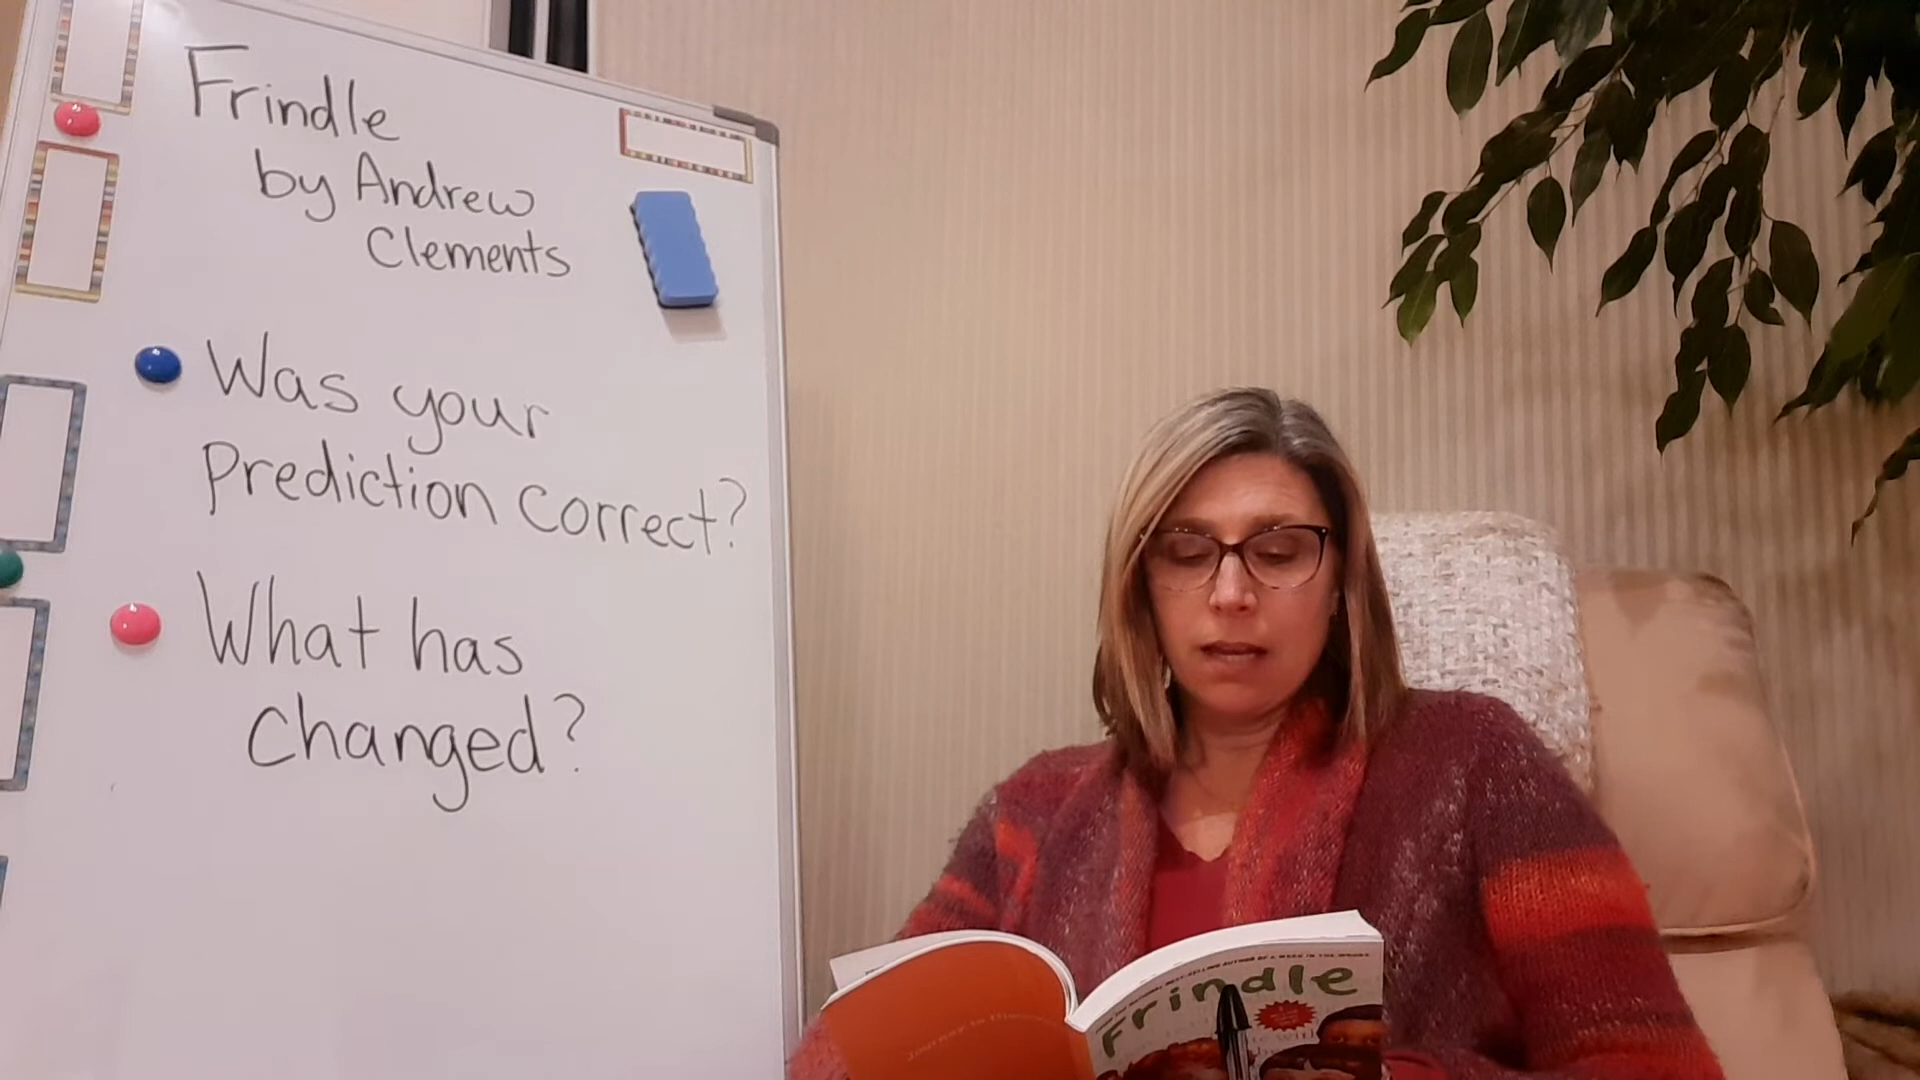 Frindle
by Andrew
Clements
Was your
prediction correct?
What has
changed?
Frindle